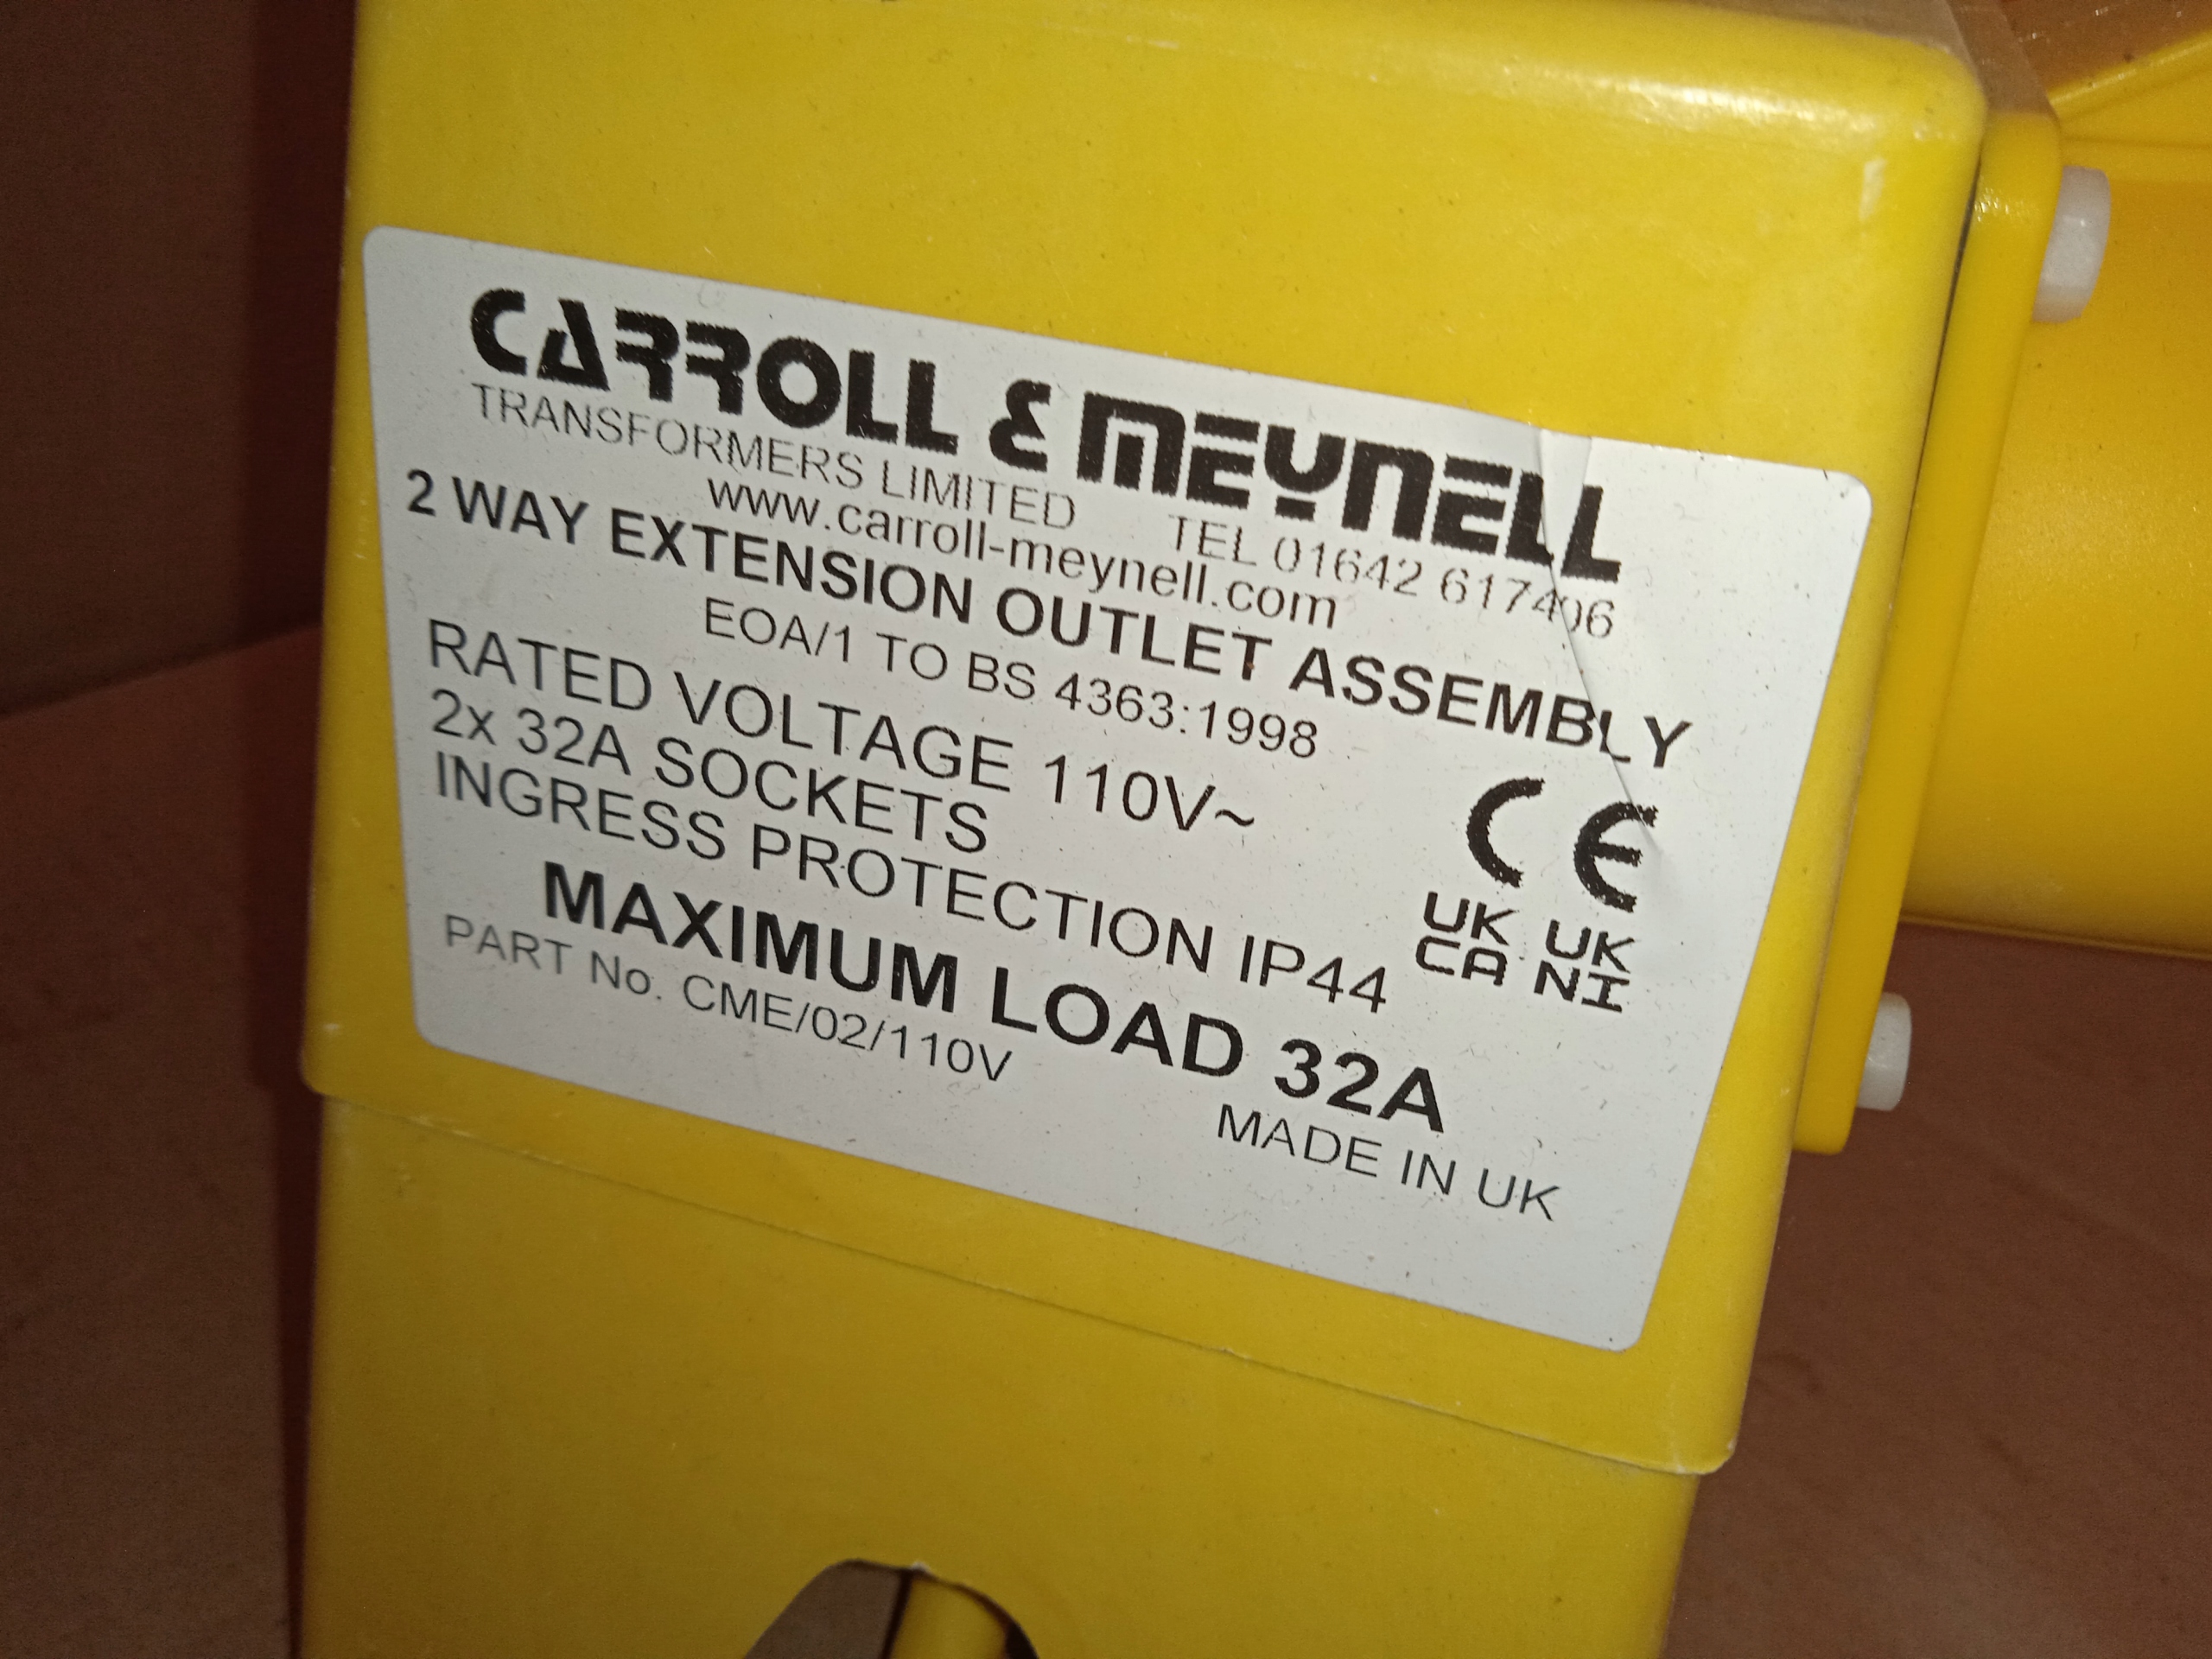 CARROLL & MEYNELL
TRANSFORMERS LIMITED TEL 01642 617406
www.carroll-meynell.com
2 WAY EXTENSION OUTLET ASSEMBLY
EOA/1 TO BS 4363:1998
RATED VOLTAGE 110V~
2x 32A SOCKETS
INGRESS PROTECTION IP44
CE
UK UK
CA NI
MAXIMUM LOAD 32A
PART No. CME/02/110V
MADE IN UK